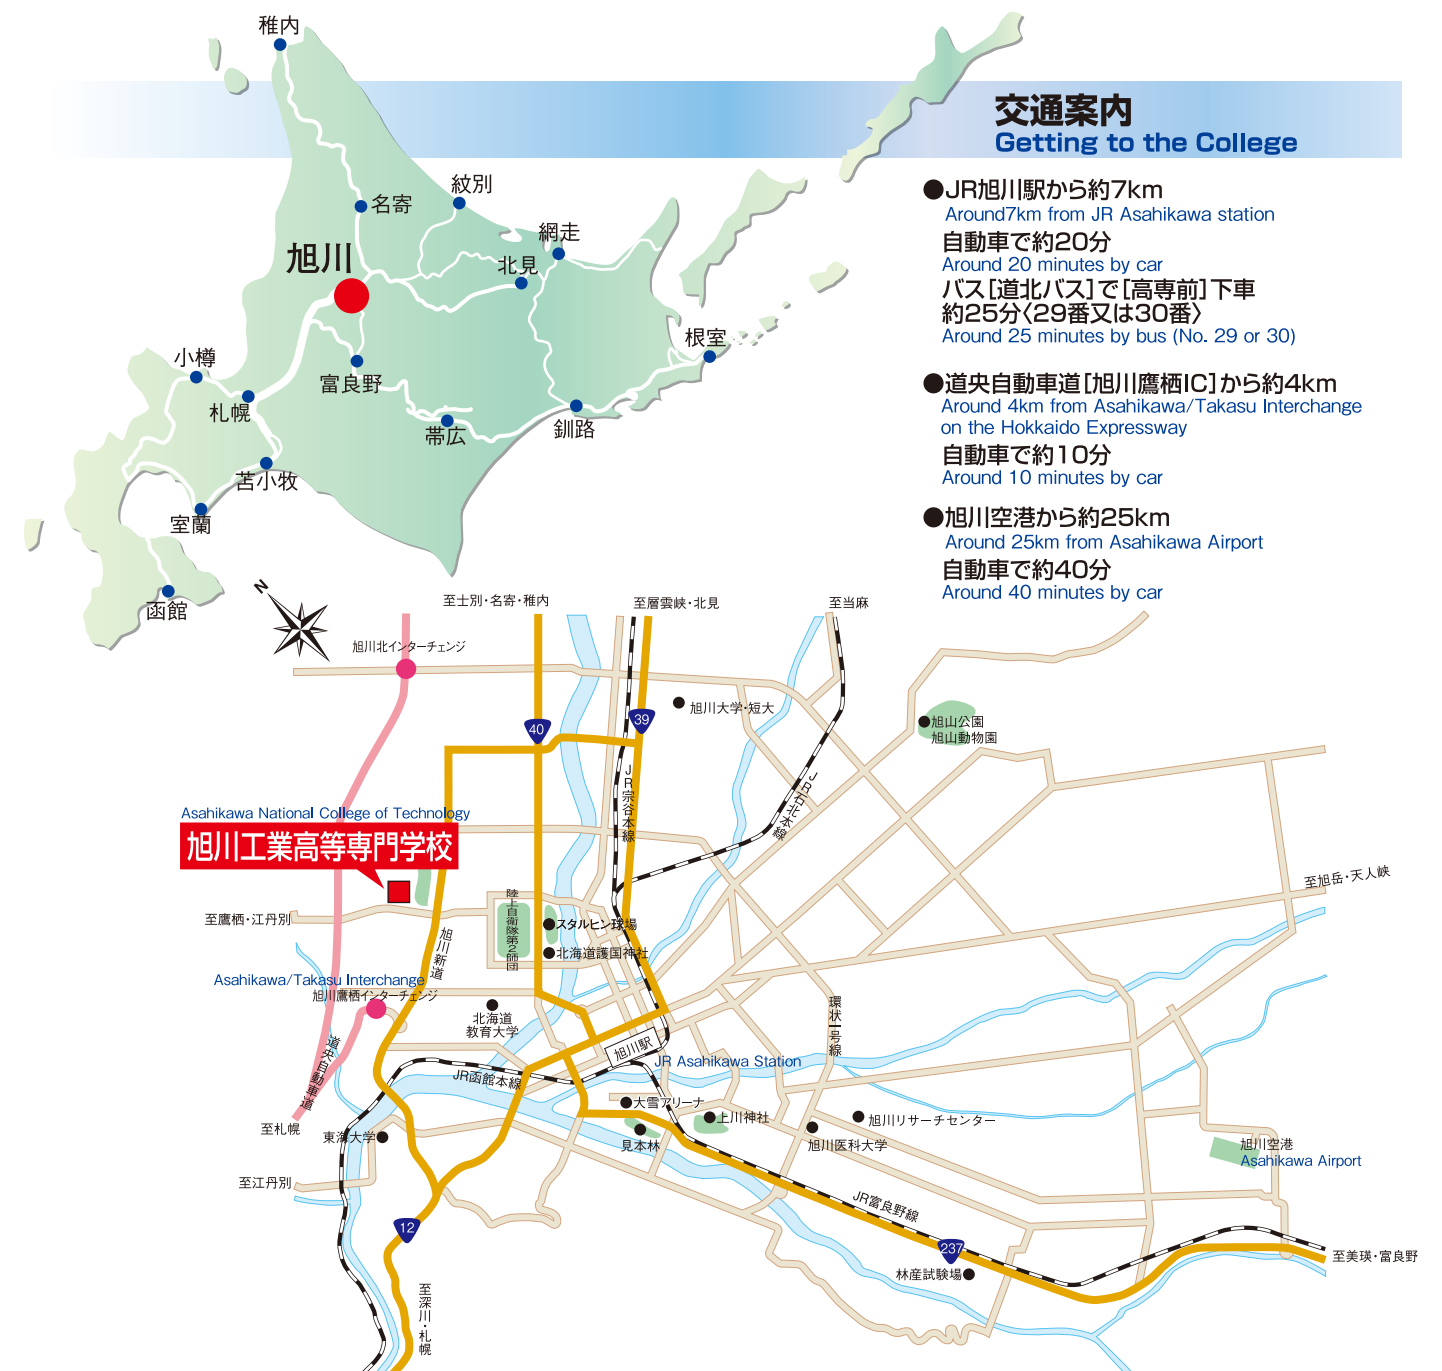 稚内
名寄
紋別
網走
旭川
北見
根室
小樽
富良野
札幌
帯広
釧路
苫小牧
室蘭
函館
交通案内
Getting to the College
●JR旭川駅から約7km
Around7km from JR Asahikawa station
自動車で約20分
Around 20 minutes by car
バス[道北バス]で[高専前]下車
約25分〈29番又は30番〉
Around 25 minutes by bus (No. 29 or 30)
●道央自動車道[旭川鷹栖IC]から約4km
Around 4km from Asahikawa/Takasu Interchange
on the Hokkaido Expressway
自動車で約10分
Around 10 minutes by car
●旭川空港から約25km
Around 25km from Asahikawa Airport
自動車で約40分
Around 40 minutes by car
N
至士別・名寄・稚内
至層雲峡・北見
至当麻
旭川北インターチェンジ
旭川大学・短大
40
39
旭山公園
旭山動物園
JR宗谷本線
JR石北本線
Asahikawa National College of Technology
旭川工業高等専門学校
至旭岳・天人峡
至鷹栖・江丹別
旭川新道
陸上自衛隊第2師団
スタルヒン球場
北海道護国神社
Asahikawa/Takasu Interchange
旭川鷹栖インターチェンジ
北海道
教育大学
環状1号線
旭川駅
JR Asahikawa Station
道央自動車道
JR函館本線
至札幌
東海大学
大雪アリーナ
上川神社
見本林
旭川医科大学
旭川リサーチセンター
旭川空港
Asahikawa Airport
至江丹別
JR富良野線
12
237
林産試験場
至美瑛・富良野
至深川・札幌